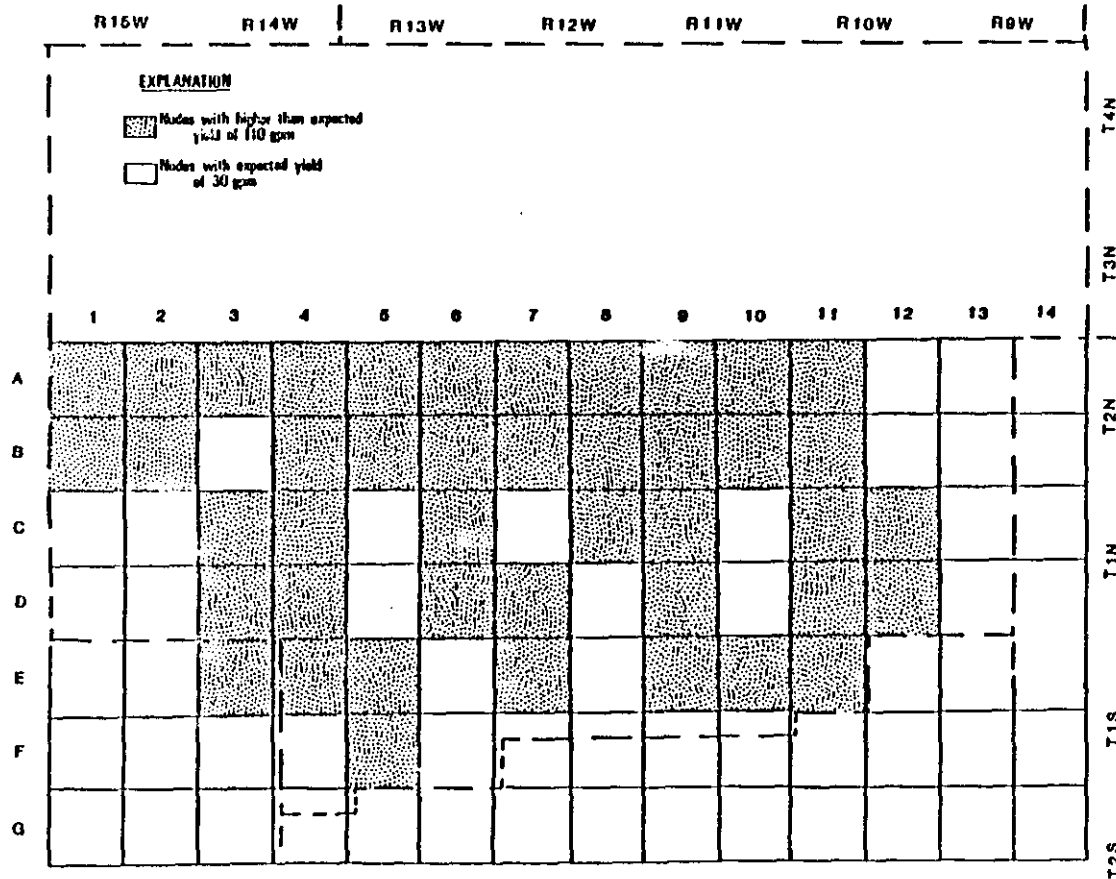 R15W R14W R13W R12W R11W R10W R9W
EXPLANATION
Nodes with higher than expected
yield of 110 gpm
Nodes with expected yield
of 30 gpm
T4N
T3N
1 2 3 4 5 6 7 8 9 10 11 12 13 14
A
T2N
B
C
T1N
D
E
T1S
F
G
T2S